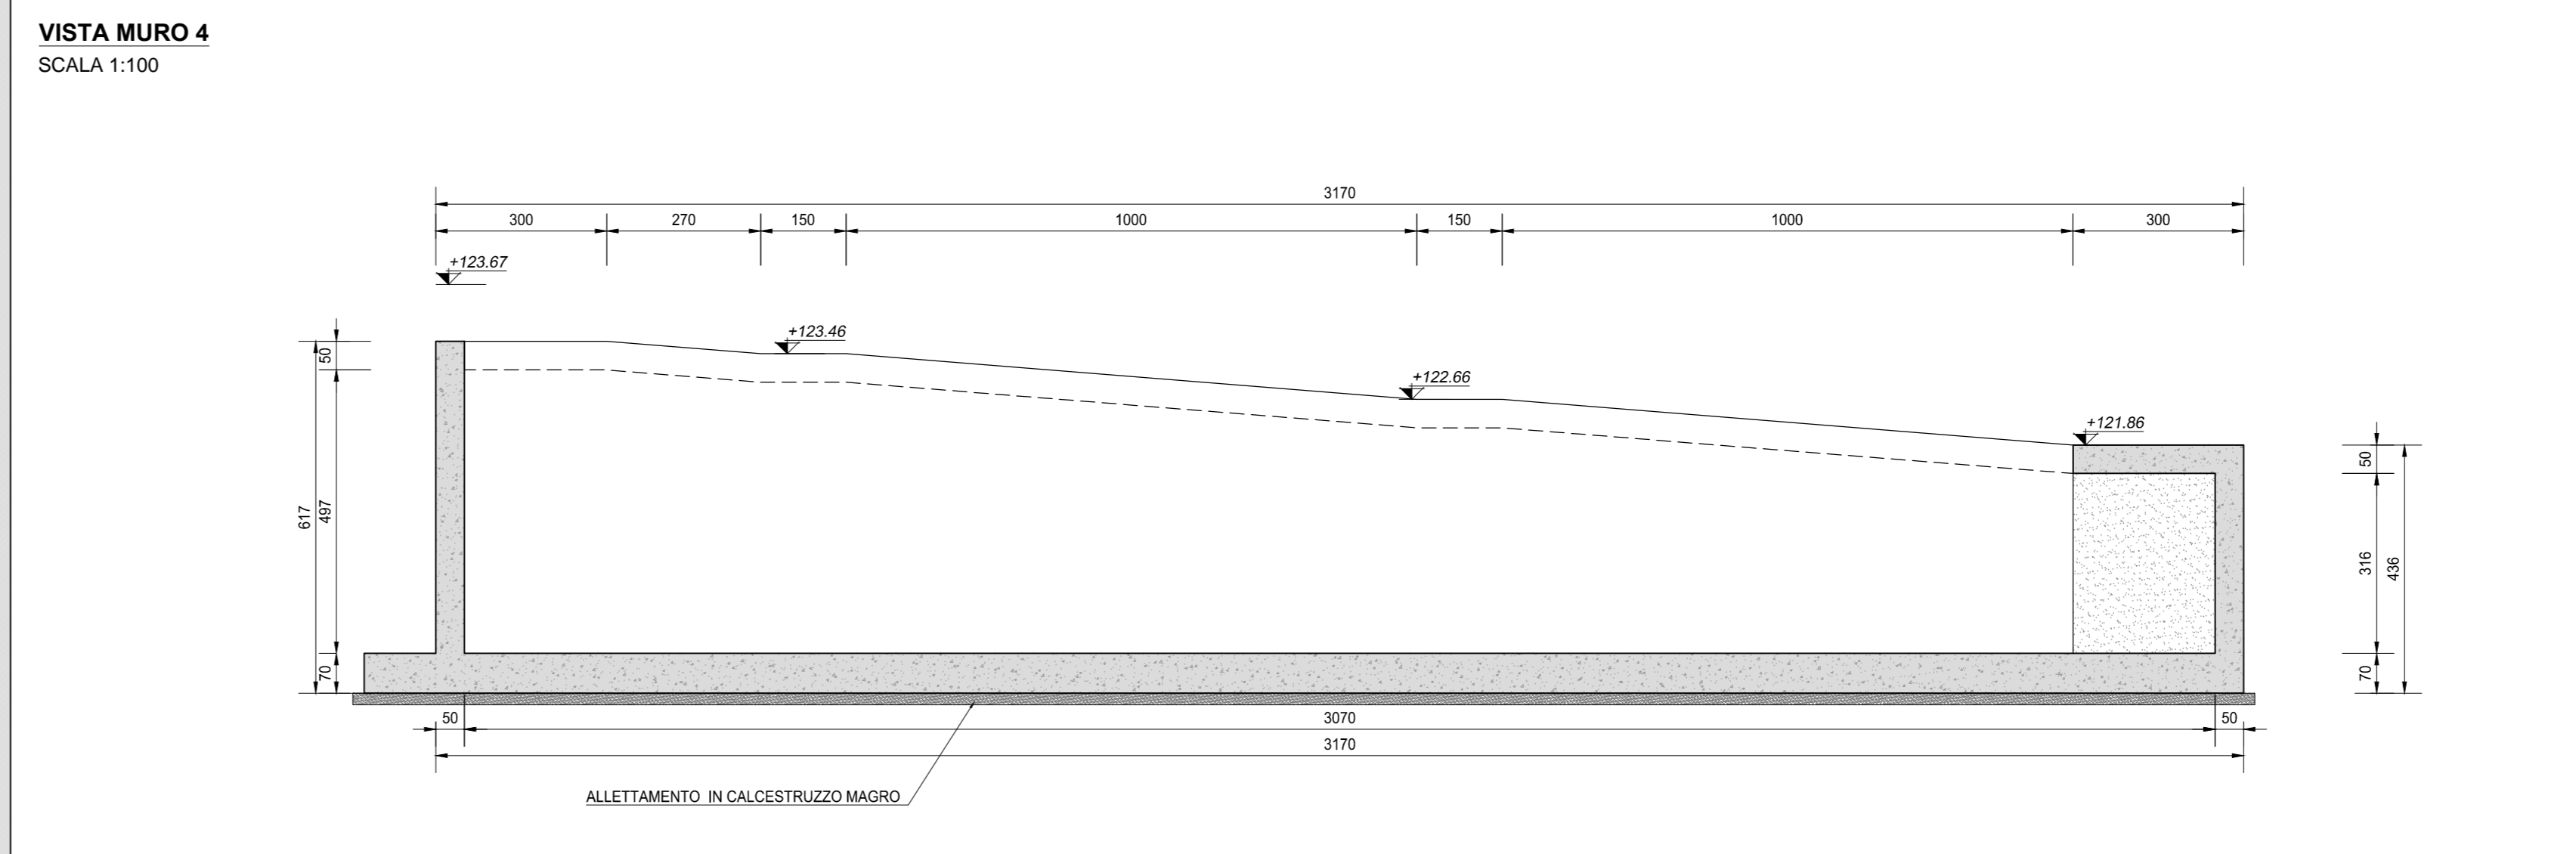 VISTA MURO 4
SCALA 1:100
3170
300 270 150 1000 150 1000 300
+123.67
+123.46
+122.66
+121.86
50
497
617
70
50
316
436
70
50 3070 50
3170
ALLETTAMENTO IN CALCESTRUZZO MAGRO